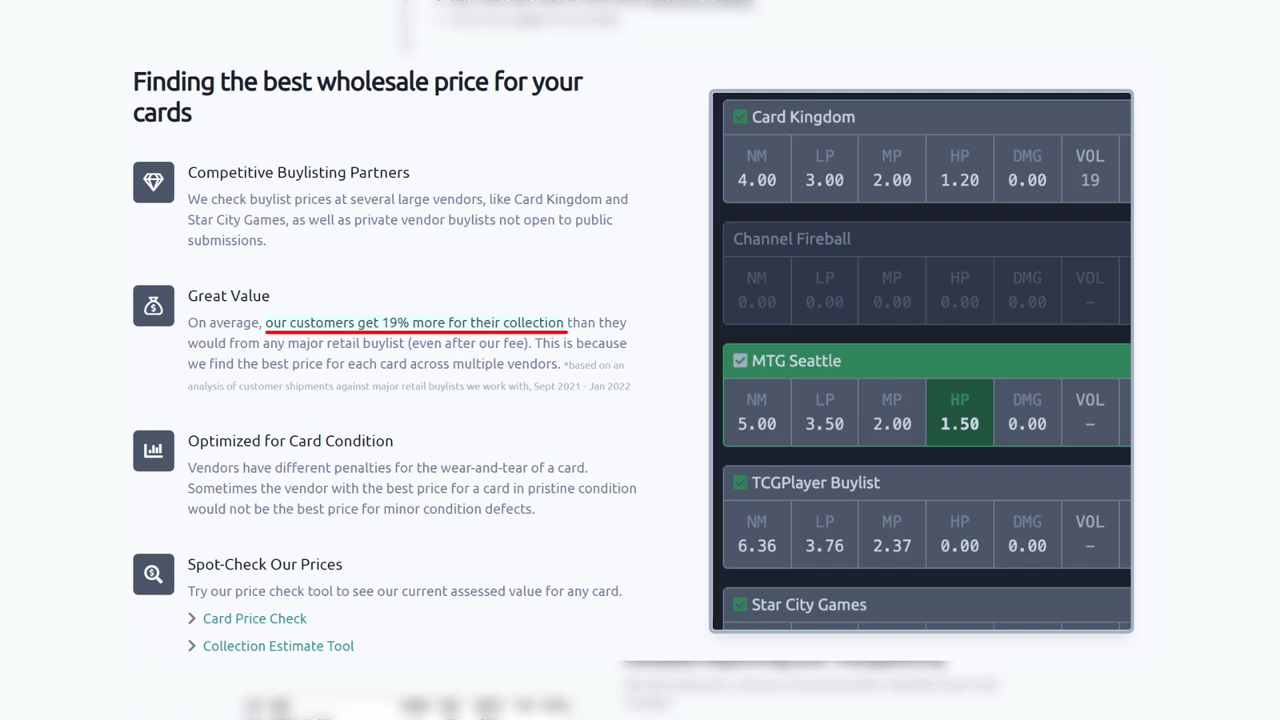 Finding the best wholesale price for your
cards
Competitive Buylisting Partners
We check buylist prices at several large vendors, like Card Kingdom and
Star City Games, as well as private vendor buylists not open to public
submissions.
Great Value
On average, our customers get 19% more for their collection than they
would from any major retail buylist (even after our fee). This is because
we find the best price for each card across multiple vendors. *based on an
analysis of customer shipments against major retail buylists we work with, Sept 2021 - Jan 2022
Optimized for Card Condition
Vendors have different penalties for the wear-and-tear of a card.
Sometimes the vendor with the best price for a card in pristine condition
would not be the best price for minor condition defects.
Spot-Check Our Prices
Try our price check tool to see our current assessed value for any card.
Card Price Check
Collection Estimate Tool
Card Kingdom
NM LP MP HP DMG VOL
4.00 3.00 2.00 1.20 0.00 19
Channel Fireball
NM LP MP HP DMG VOL
0.00 0.00 0.00 0.00 0.00 –
MTG Seattle
NM LP MP HP DMG VOL
5.00 3.50 2.00 1.50 0.00 –
TCGPlayer Buylist
NM LP MP HP DMG VOL
6.36 3.76 2.37 0.00 0.00 –
Star City Games